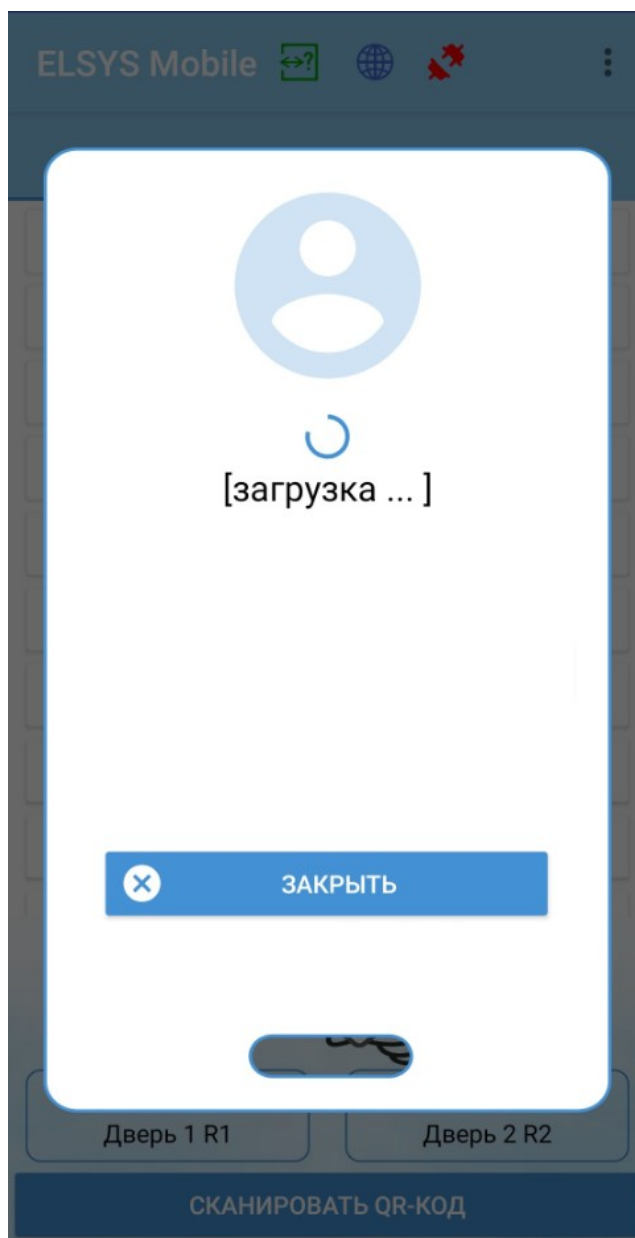 ELSYS Mobile
[загрузка ... ]
ЗАКРЫТЬ
Дверь 1 R1
Дверь 2 R2
СКАНИРОВАТЬ QR-КОД